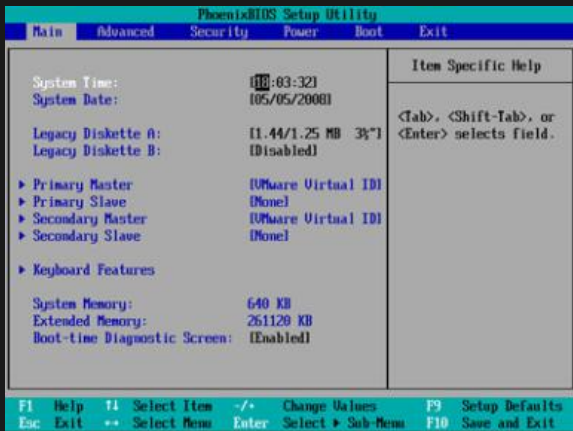 PhoenixBIOS Setup Utility
Main Advanced Security Power Boot Exit
Item Specific Help
System Time: [18:03:32]
System Date: [05/05/2008]
<Tab>, <Shift-Tab>, or
<Enter> selects field.
Legacy Diskette A: [1.44/1.25 MB 3½"]
Legacy Diskette B: [Disabled]
▶ Primary Master [VMware Virtual ID]
▶ Primary Slave [None]
▶ Secondary Master [VMware Virtual ID]
▶ Secondary Slave [None]
▶ Keyboard Features
System Memory: 640 KB
Extended Memory: 261120 KB
Boot-time Diagnostic Screen: [Enabled]
F1 Help ↑↓ Select Item -/+ Change Values F9 Setup Defaults
Esc Exit ↔ Select Menu Enter Select ▶ Sub-Menu F10 Save and Exit